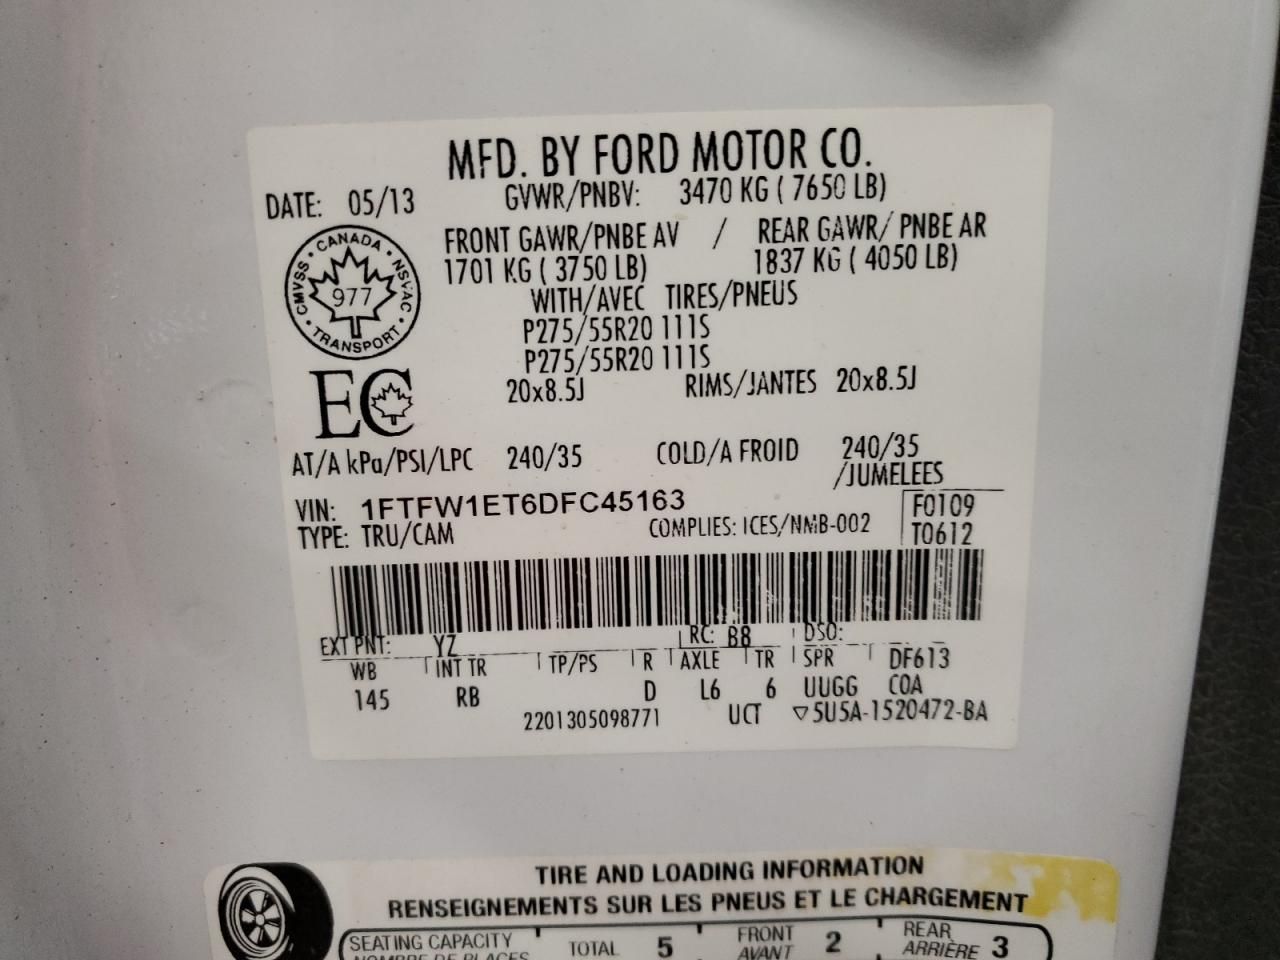 MFD. BY FORD MOTOR CO.
DATE: 05/13
GVWR/PNBV: 3470 KG ( 7650 LB)
FRONT GAWR/PNBE AV / REAR GAWR/ PNBE AR
1701 KG ( 3750 LB) 1837 KG ( 4050 LB)
WITH/AVEC TIRES/PNEUS
P275/55R20 111S
P275/55R20 111S
20x8.5J RIMS/JANTES 20x8.5J
CANADA
CMVSS 977 NSVAC
TRANSPORT
EC
AT/A kPa/PSI/LPC 240/35 COLD/A FROID 240/35
/JUMELEES
VIN: 1FTFW1ET6DFC45163 F0109
TYPE: TRU/CAM COMPLIES: ICES/NMB-002 T0612
EXT PNT: YZ RC: B8 DSO:
WB INT TR TP/PS R AXLE TR SPR DF613
145 RB D L6 6 UUGG COA
2201305098771 UCT ▽5U5A-1520472-BA
TIRE AND LOADING INFORMATION
RENSEIGNEMENTS SUR LES PNEUS ET LE CHARGEMENT
SEATING CAPACITY TOTAL 5 FRONT 2 REAR 3
NOMBRE DE PLACES AVANT ARRIÈRE